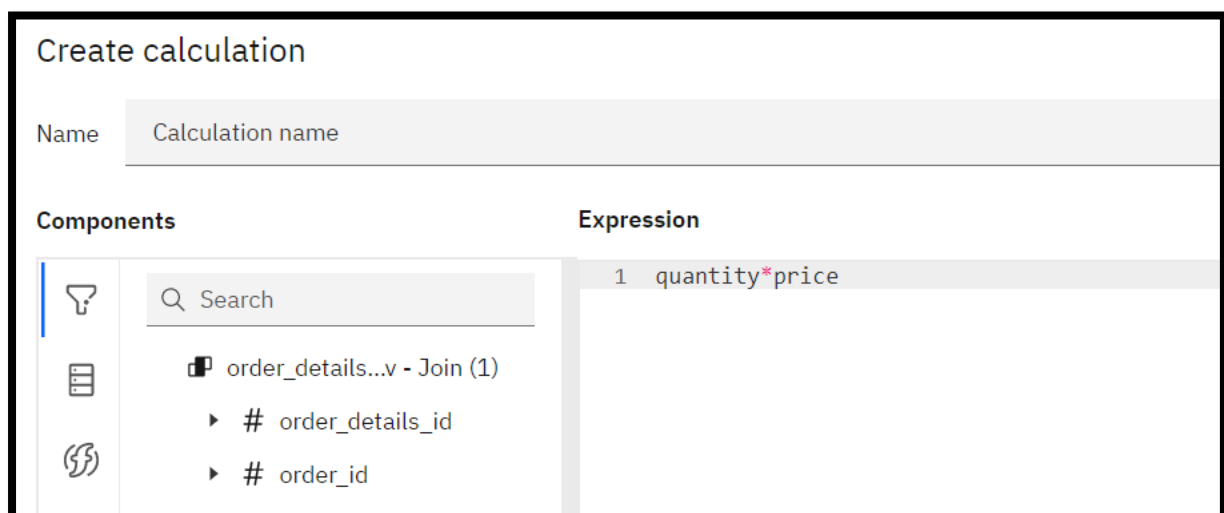 Create calculation
Name Calculation name
Components
Expression
Search
1 quantity*price
order_details...v - Join (1)
# order_details_id
# order_id